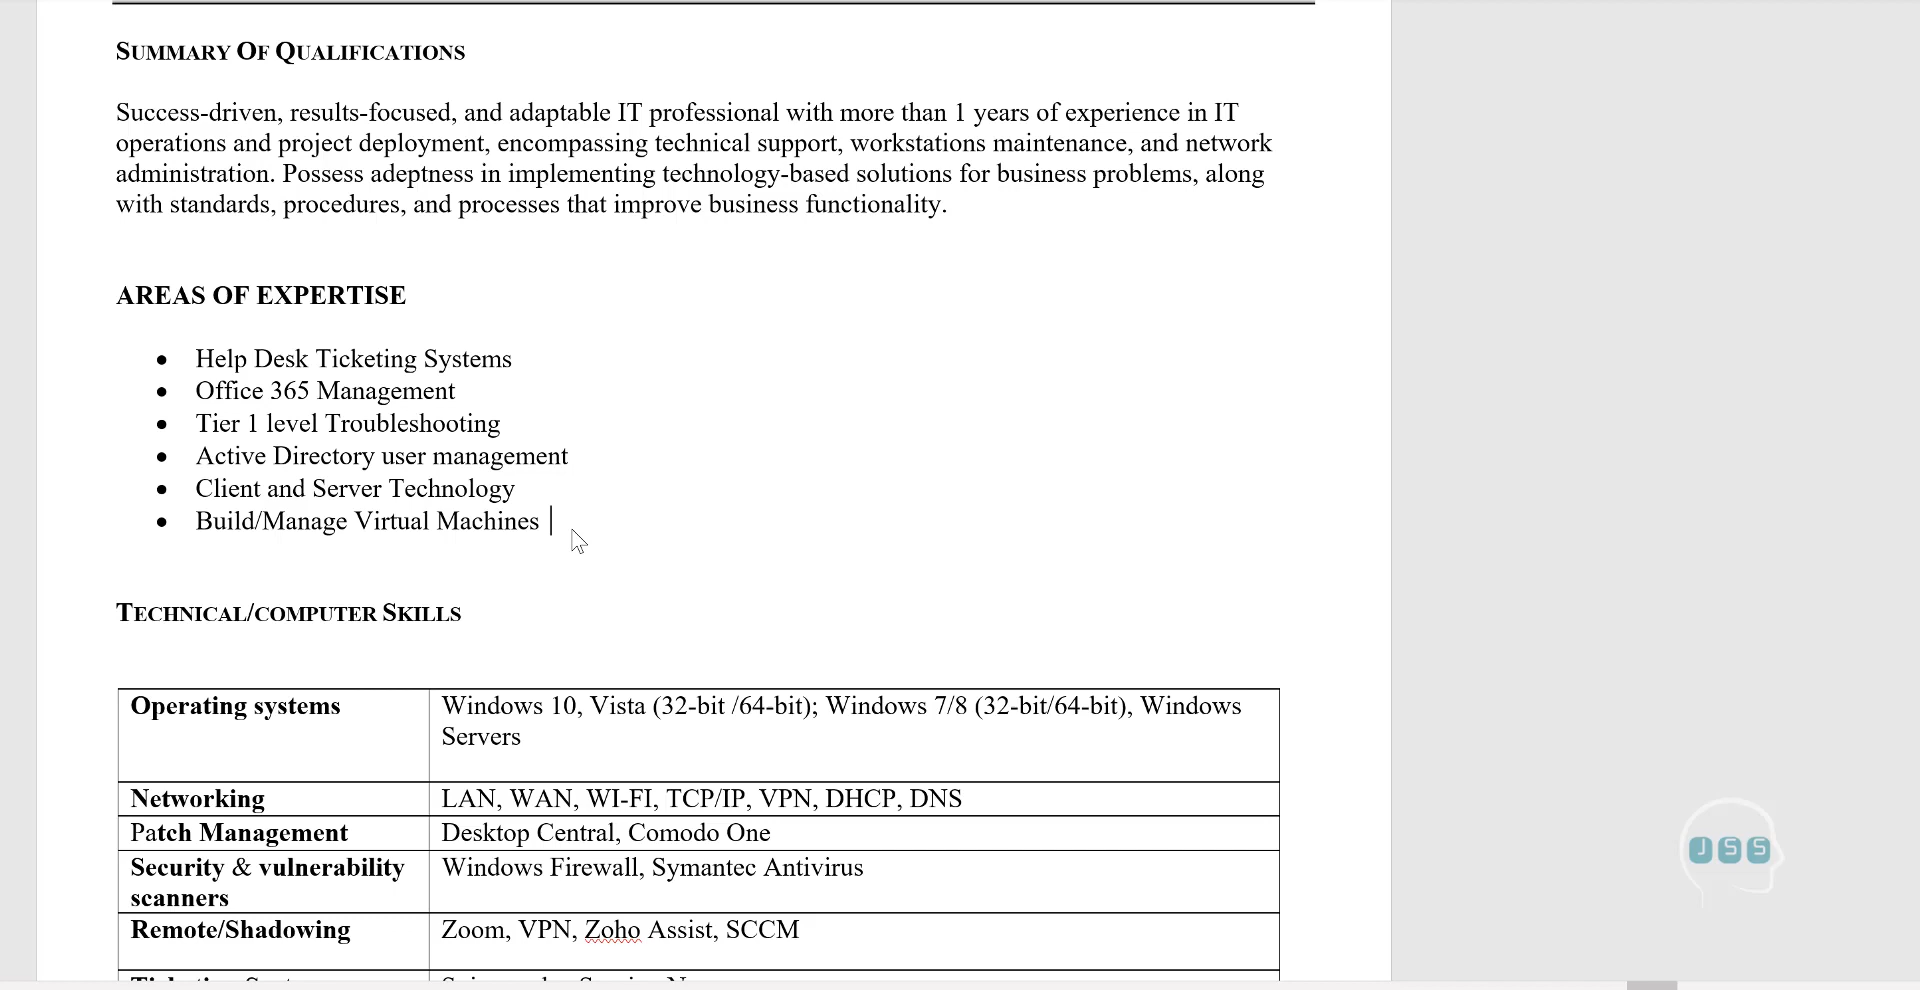 SUMMARY OF QUALIFICATIONS
Success-driven, results-focused, and adaptable IT professional with more than 1 years of experience in IT
operations and project deployment, encompassing technical support, workstations maintenance, and network
administration. Possess adeptness in implementing technology-based solutions for business problems, along
with standards, procedures, and processes that improve business functionality.
AREAS OF EXPERTISE
• Help Desk Ticketing Systems
• Office 365 Management
• Tier 1 level Troubleshooting
• Active Directory user management
• Client and Server Technology
• Build/Manage Virtual Machines
TECHNICAL/COMPUTER SKILLS
Operating systems
Windows 10, Vista (32-bit /64-bit); Windows 7/8 (32-bit/64-bit), Windows
Servers
Networking
LAN, WAN, WI-FI, TCP/IP, VPN, DHCP, DNS
Patch Management
Desktop Central, Comodo One
Security & vulnerability
scanners
Windows Firewall, Symantec Antivirus
Remote/Shadowing
Zoom, VPN, Zoho Assist, SCCM
JSS